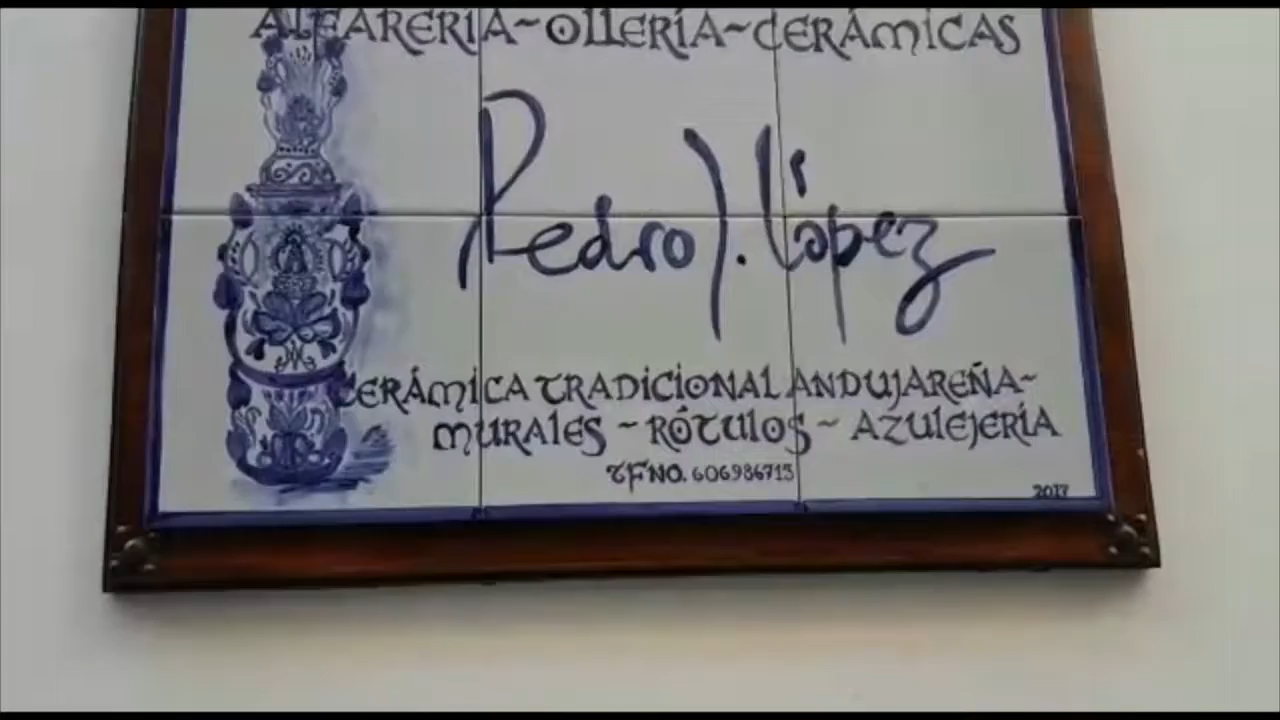 ALFARERÍA~OLLERÍA~CERÁMICAS
Pedro J. López
CERÁMICA TRADICIONAL ANDUJAREÑA~
MURALES ~ RÓTULOS ~ AZULEJERÍA
TFNO. 606986715
2017